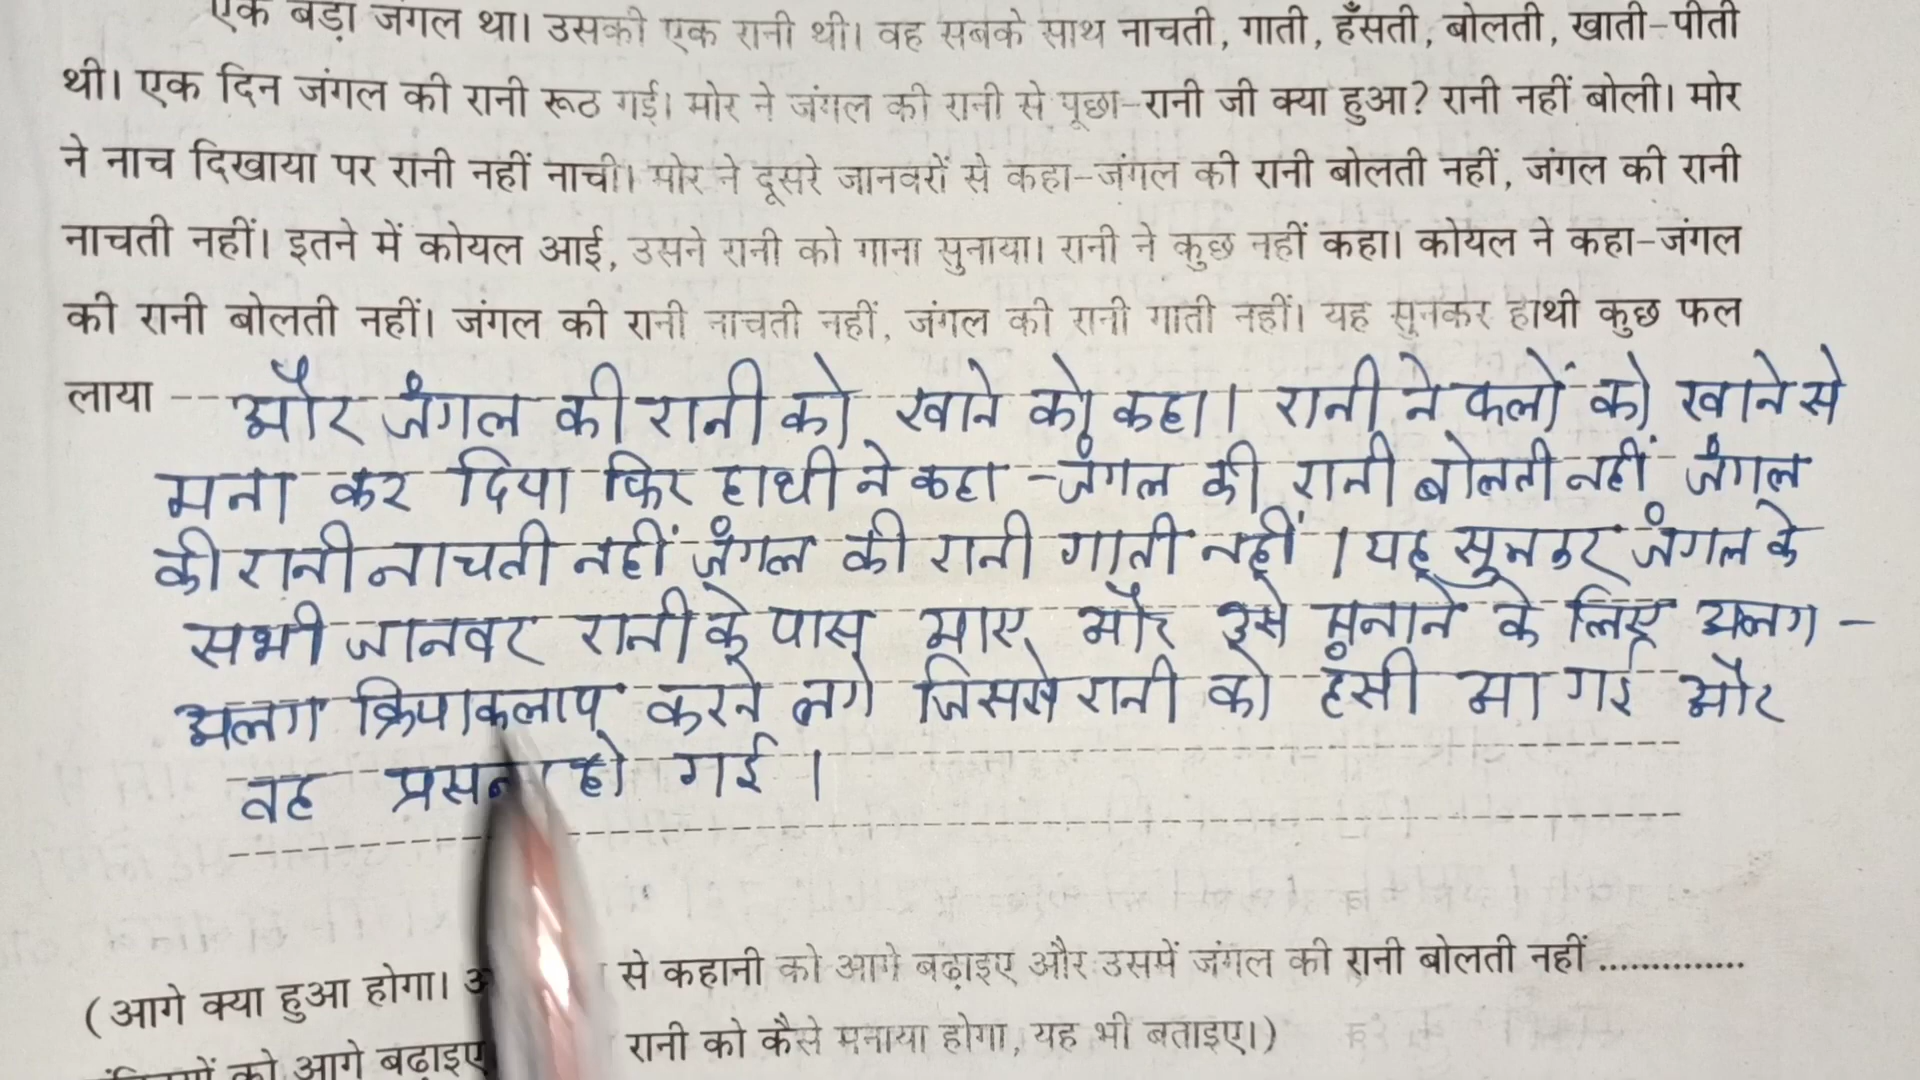 एक बड़ा जंगल था। उसकी एक रानी थी। वह सबके साथ नाचती, गाती, हँसती, बोलती, खाती-पीती
थी। एक दिन जंगल की रानी रूठ गई। मोर ने जंगल की रानी से पूछा-रानी जी क्या हुआ? रानी नहीं बोली। मोर
ने नाच दिखाया पर रानी नहीं नाची। मोर ने दूसरे जानवरों से कहा-जंगल की रानी बोलती नहीं, जंगल की रानी
नाचती नहीं। इतने में कोयल आई, उसने रानी को गाना सुनाया। रानी ने कुछ नहीं कहा। कोयल ने कहा-जंगल
की रानी बोलती नहीं। जंगल की रानी नाचती नहीं, जंगल की रानी गाती नहीं। यह सुनकर हाथी कुछ फल
लाया और जंगल की रानी को खाने को कहा। रानी ने फलों को खाने से
मना कर दिया फिर हाथी ने कहा - जंगल की रानी बोलती नहीं जंगल
की रानी नाचती नहीं जंगल की रानी गाती नहीं । यह सुनकर जंगल के
सभी जानवर रानी के पास आए और उसे मनाने के लिए अलग -
अलग क्रियाकलाप करने लगे जिससे रानी को हंसी आ गई और
वह हो गई ।
(आगे क्या हुआ होगा। से कहानी को आगे बढ़ाइए और उसमें जंगल की रानी बोलती नहीं ..............
को आगे बढ़ाइए रानी को कैसे मनाया होगा, यह भी बताइए।)